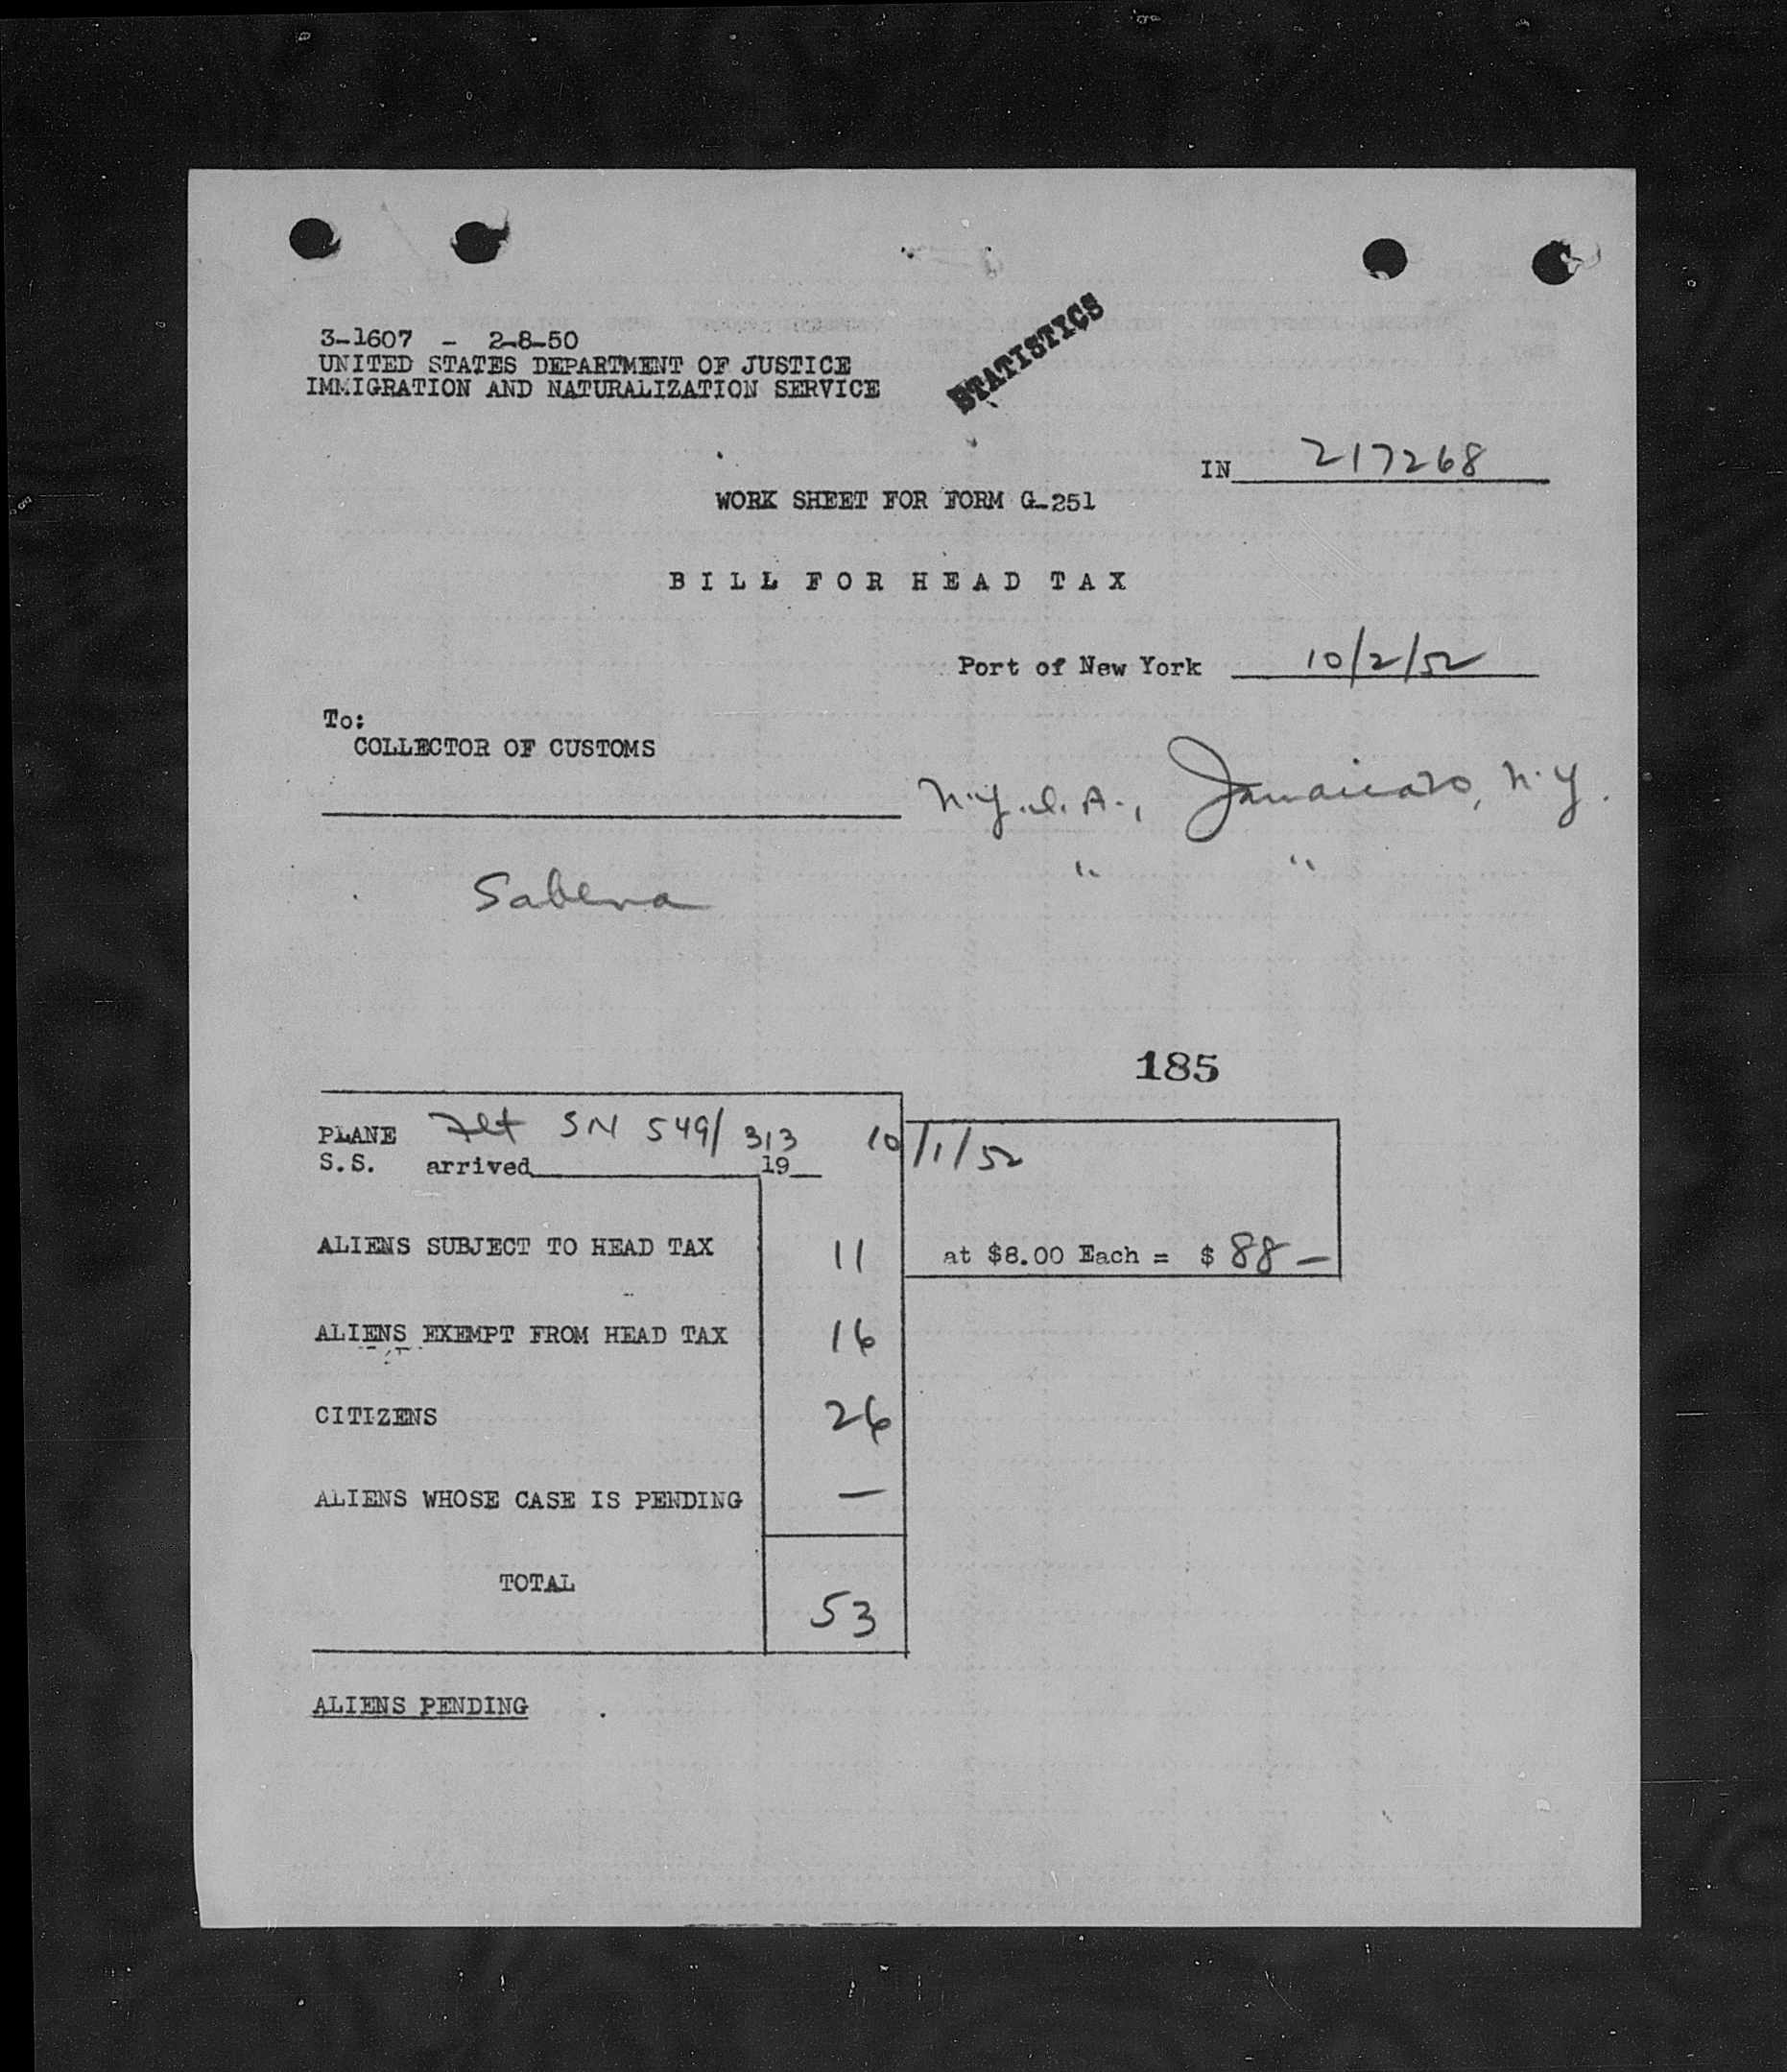 3-1607 - 2-8-50
UNITED STATES DEPARTMENT OF JUSTICE
IMMIGRATION AND NATURALIZATION SERVICE
STATISTICS
IN 217268
WORK SHEET FOR FORM G-251
BILL FOR HEAD TAX
Port of New York 10/2/52
To:
COLLECTOR OF CUSTOMS
N.Y.I.A., Jamaica 20, N.Y.
" "
Sabena
185
PLANE Flt SN 549/313 10/1/52
S.S. arrived 19
ALIENS SUBJECT TO HEAD TAX 11 at $8.00 Each = $ 88 —
ALIENS EXEMPT FROM HEAD TAX 16
CITIZENS 26
ALIENS WHOSE CASE IS PENDING —
TOTAL 53
ALIENS PENDING